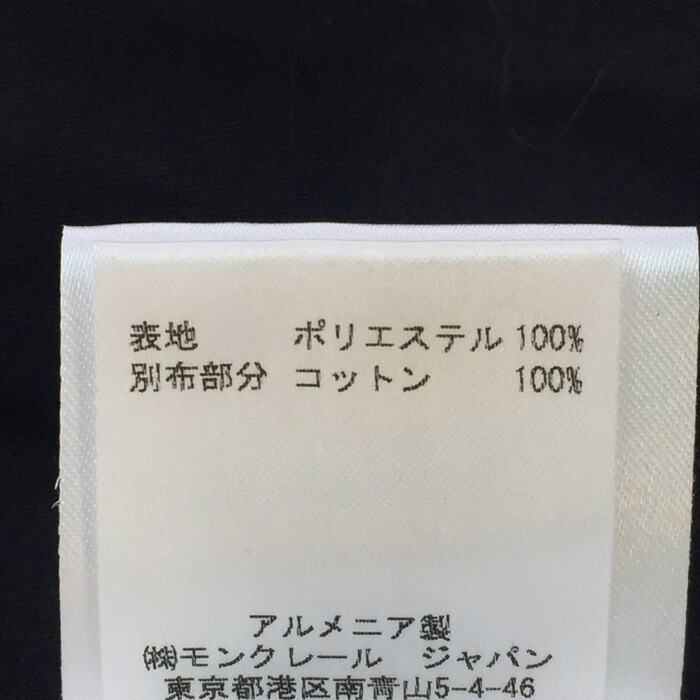 表地 ポリエステル 100%
別布部分 コットン 100%
アルメニア製
㈱モンクレール ジャパン
東京都港区南青山5-4-46